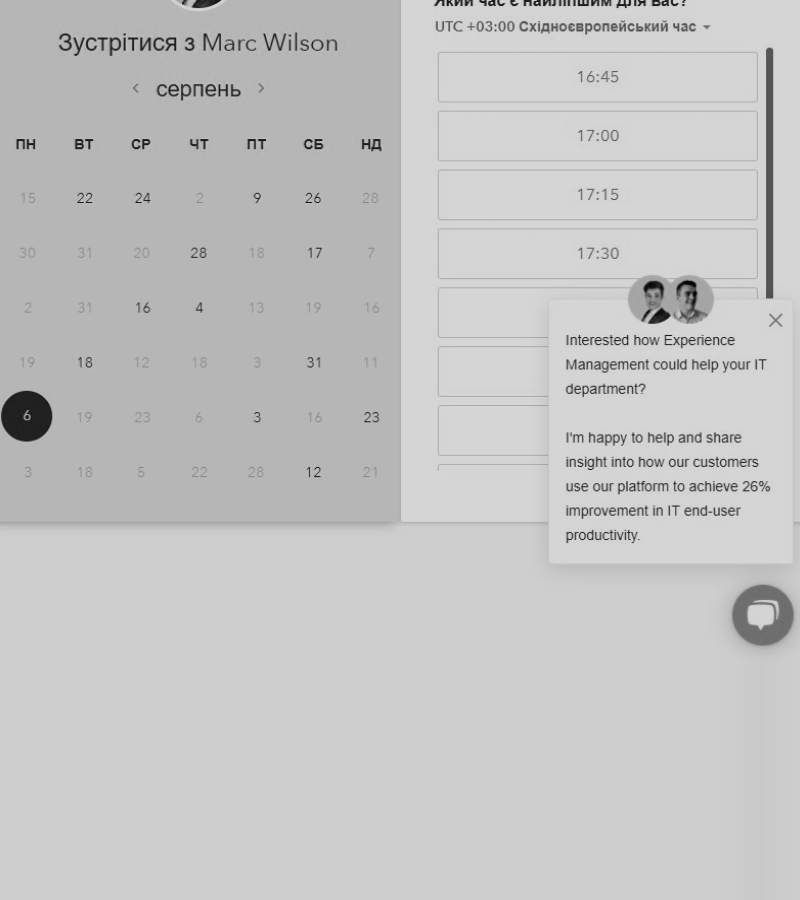 Зустрітися з Marc Wilson
серпень
ПН ВТ СР ЧТ ПТ СБ НД
15 22 24 2 9 26 28
30 31 20 28 18 17 7
2 31 16 4 13 19 16
19 18 12 18 3 31 11
6 19 23 6 3 16 23
3 18 5 22 28 12 21
Який час є найліпшим для вас?
UTC +03:00 Східноєвропейський час
16:45
17:00
17:15
17:30
Interested how Experience
Management could help your IT
department?
I'm happy to help and share
insight into how our customers
use our platform to achieve 26%
improvement in IT end-user
productivity.